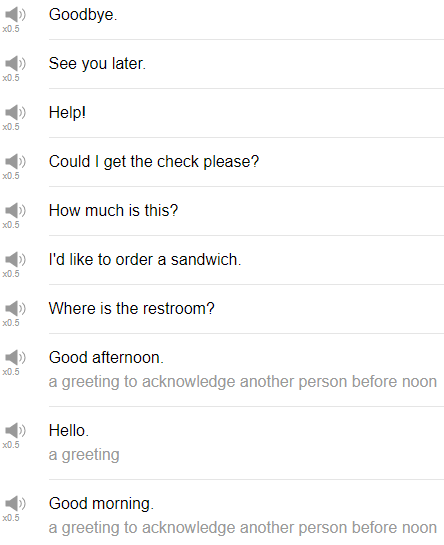 Goodbye.
x0.5
See you later.
x0.5
Help!
x0.5
Could I get the check please?
x0.5
How much is this?
x0.5
I'd like to order a sandwich.
x0.5
Where is the restroom?
x0.5
Good afternoon.
x0.5
a greeting to acknowledge another person before noon
Hello.
x0.5
a greeting
Good morning.
x0.5
a greeting to acknowledge another person before noon